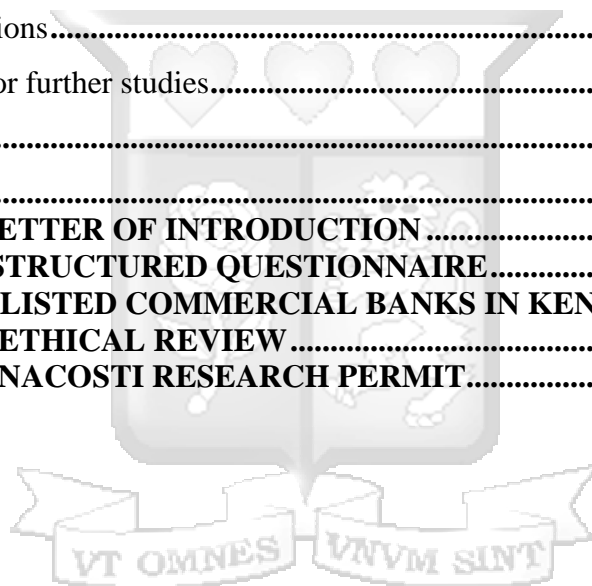 ions................................................................
or further studies................................................
....................................................................
....................................................................
ETTER OF INTRODUCTION.......................
STRUCTURED QUESTIONNAIRE................
LISTED COMMERCIAL BANKS IN KEN
ETHICAL REVIEW........................................
NACOSTI RESEARCH PERMIT....................
VT OMNES VNVM SINT